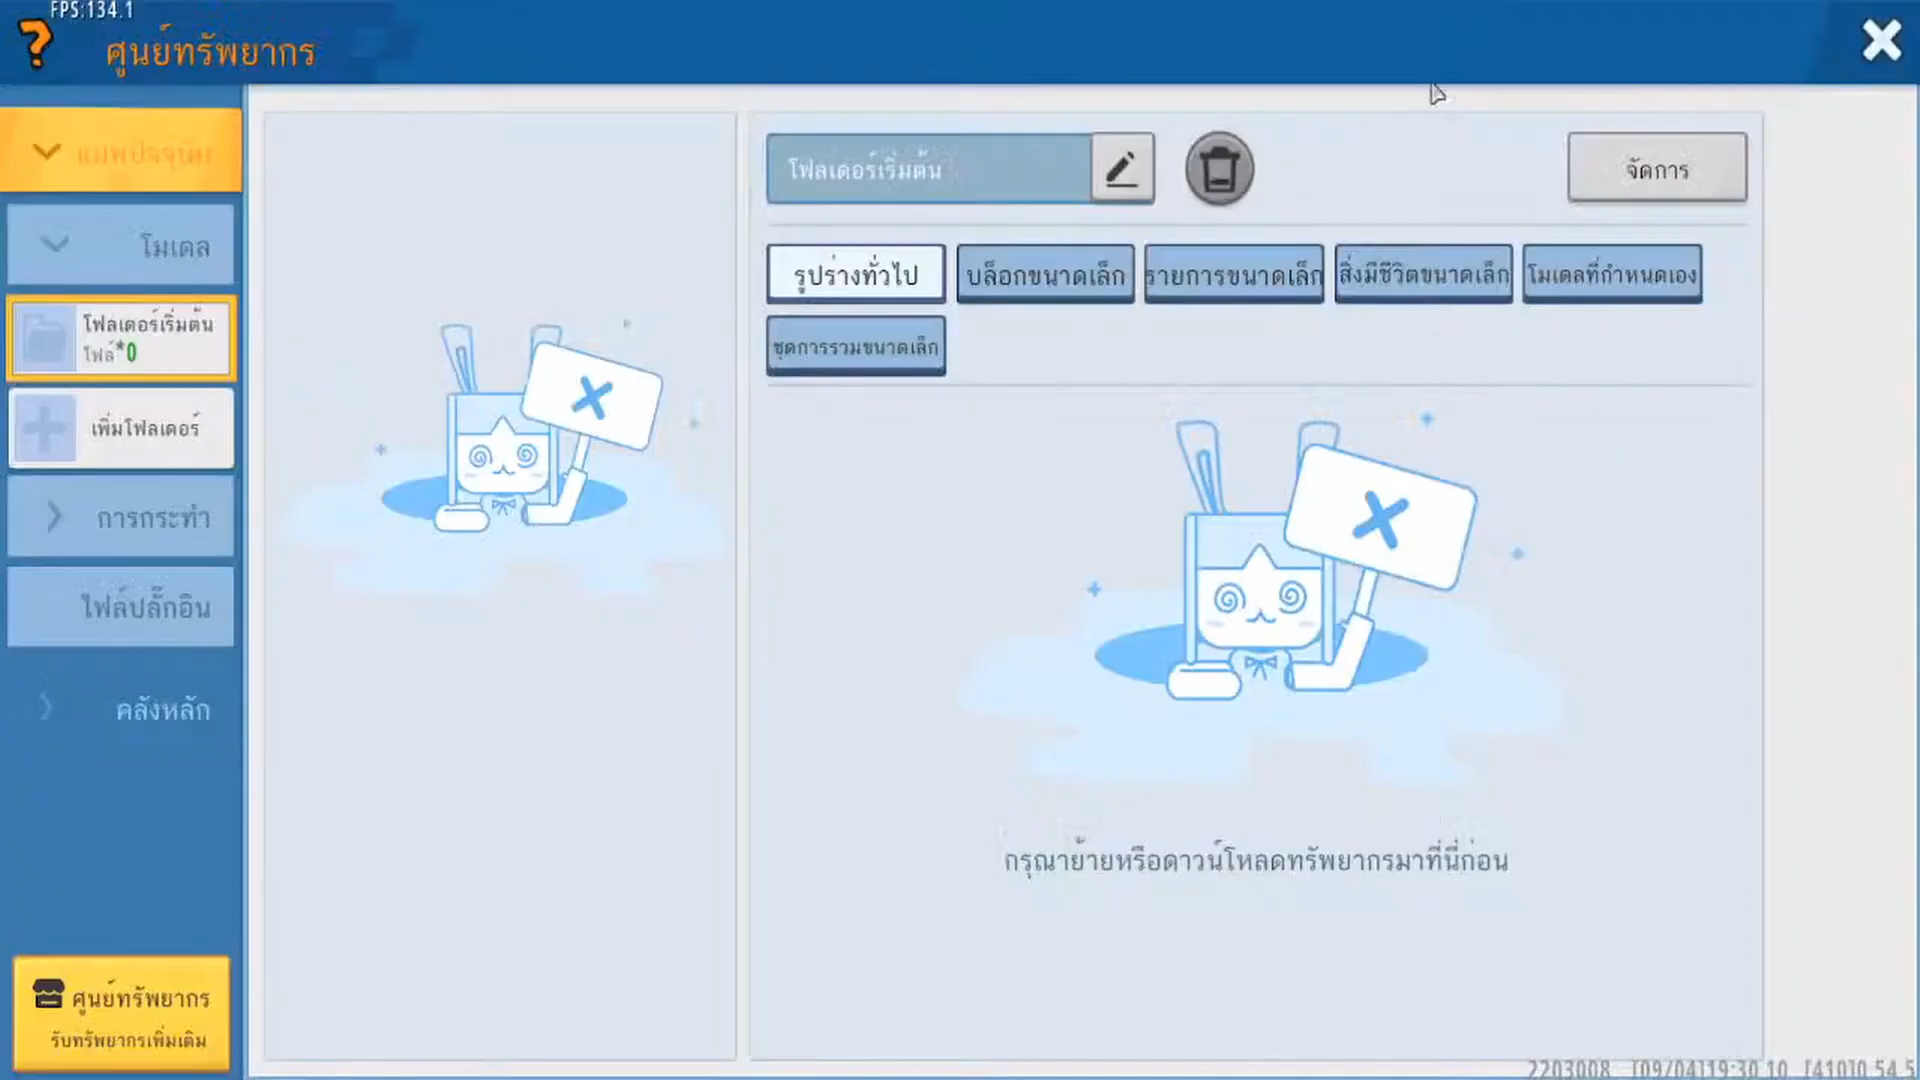 FPS:134.1
ศูนย์ทรัพยากร
แมพปัจจุบัน
โมเดล
โฟลเดอร์เริ่มต้น
ไฟล์*0
เพิ่มโฟลเดอร์
การกระทำ
ไฟล์ปลั๊กอิน
คลังหลัก
ศูนย์ทรัพยากร
รับทรัพยากรเพิ่มเติม
โฟลเดอร์เริ่มต้น
จัดการ
รูปร่างทั่วไป
บล็อกขนาดเล็ก
รายการขนาดเล็ก
สิ่งมีชีวิตขนาดเล็ก
โมเดลที่กำหนดเอง
ชุดการรวมขนาดเล็ก
กรุณาย้ายหรือดาวน์โหลดทรัพยากรมาที่นี่ก่อน